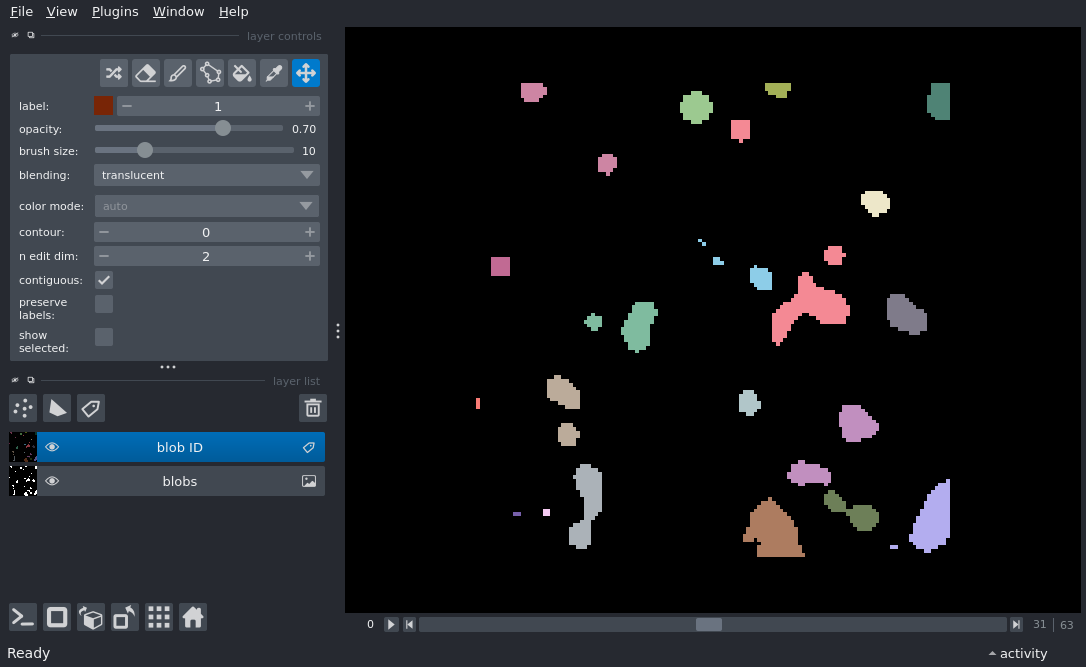 File View Plugins Window Help
layer controls
label: 1
opacity: 0.70
brush size: 10
blending: translucent
color mode: auto
contour: 0
n edit dim: 2
contiguous:
preserve
labels:
show
selected:
layer list
blob ID
blobs
0 31 63
Ready activity